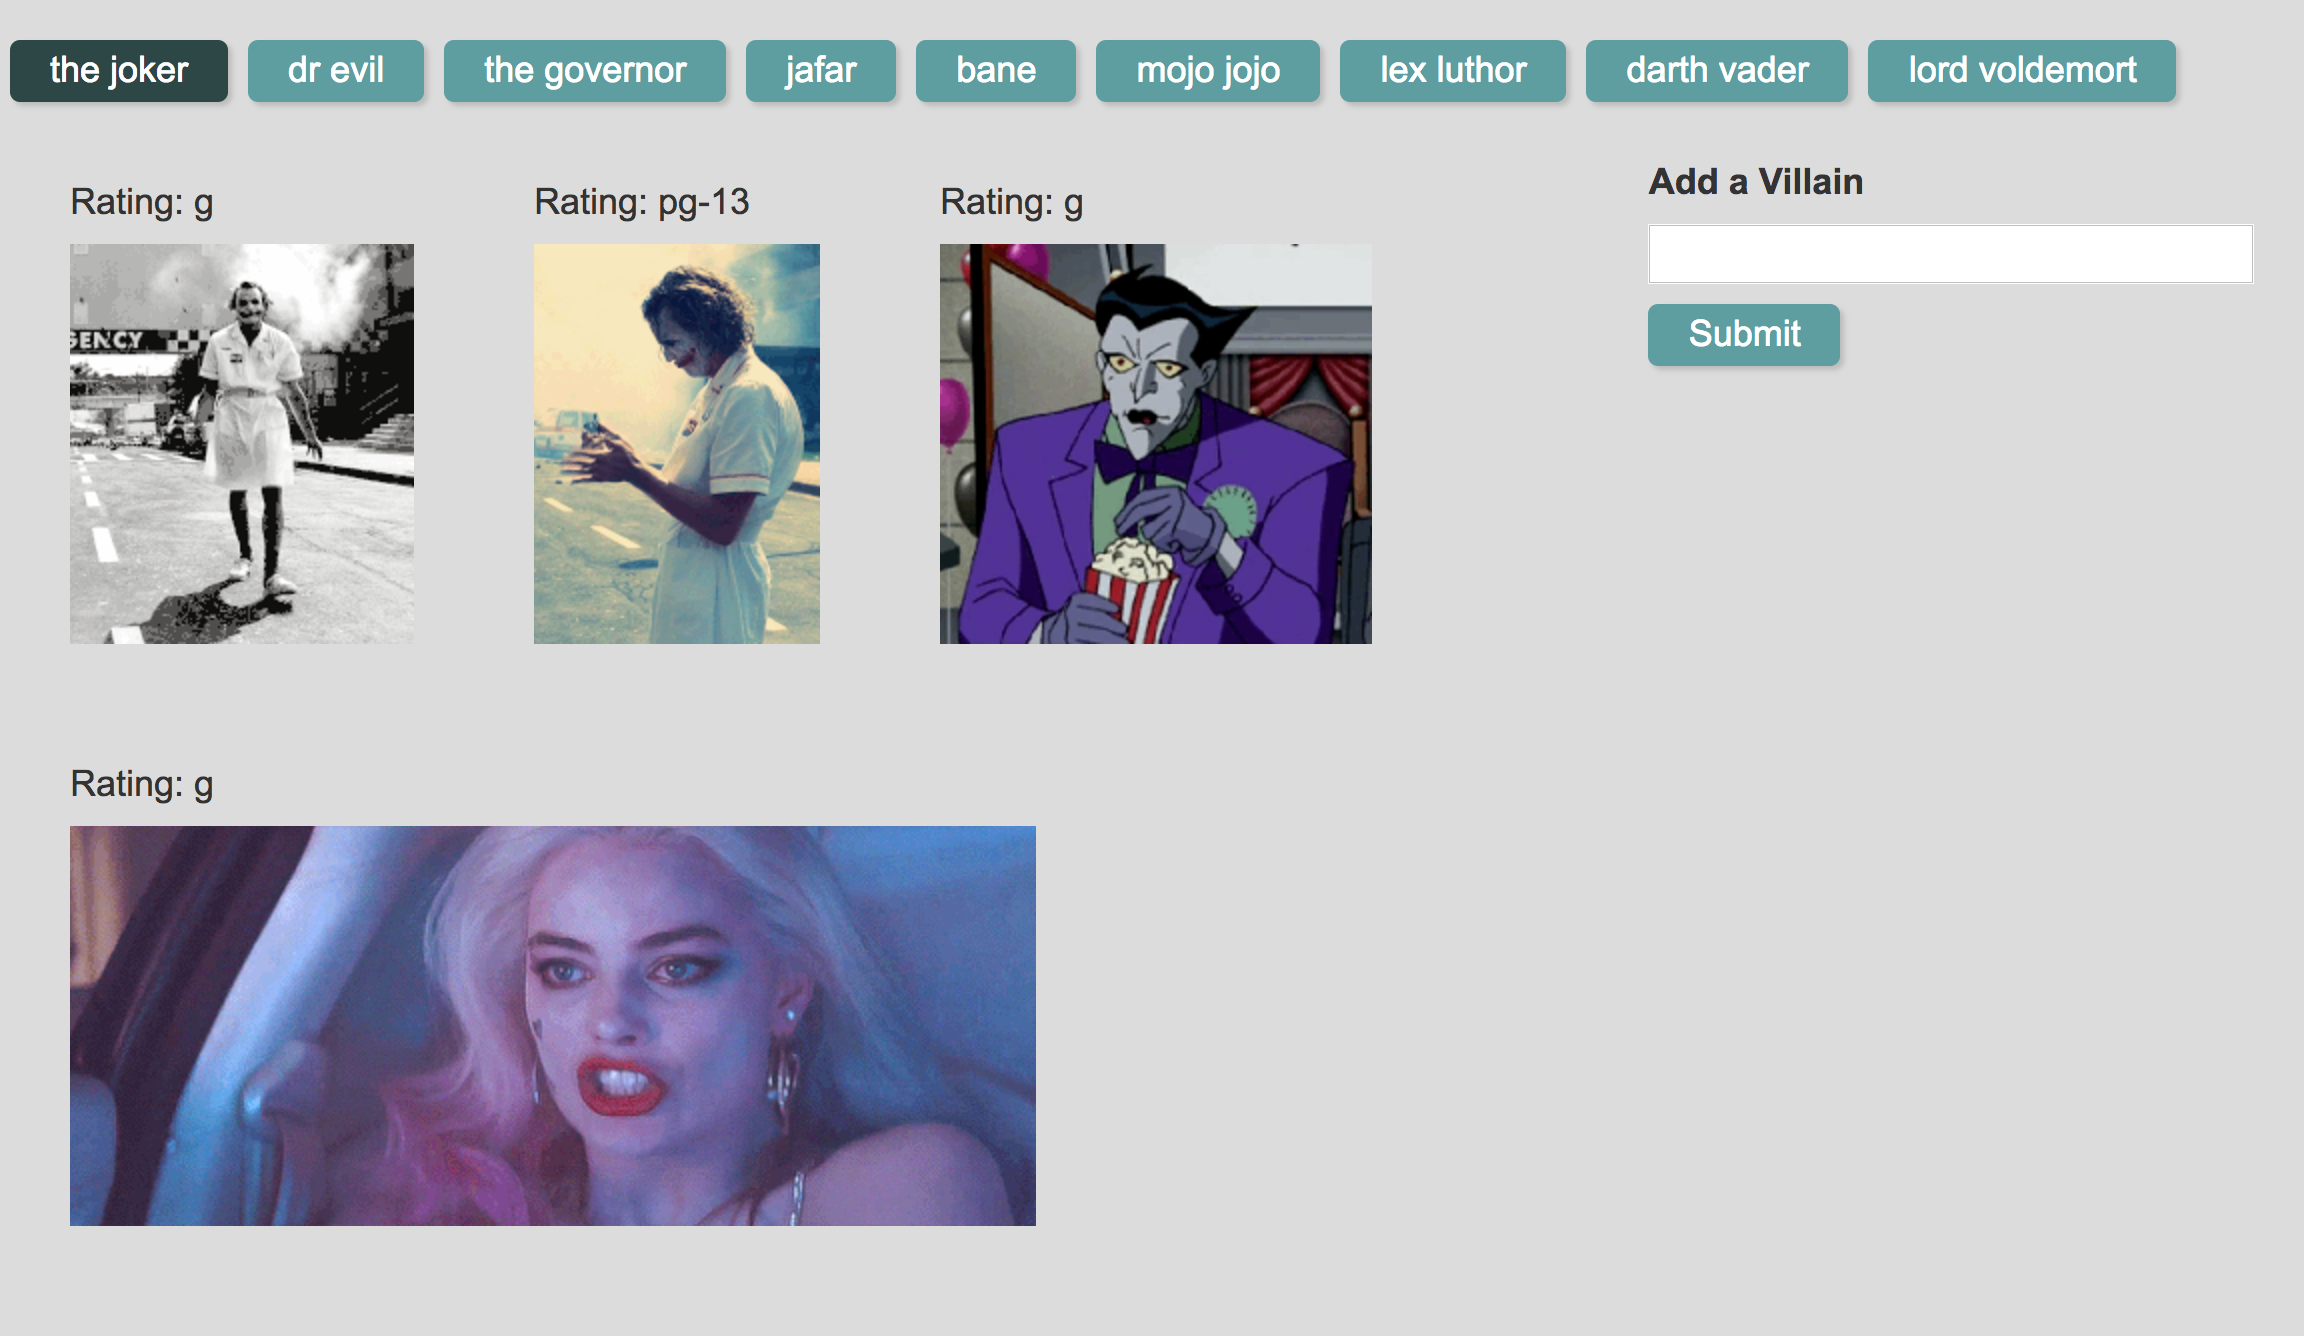 the joker dr evil the governor jafar bane mojo jojo lex luthor darth vader lord voldemort
Add a Villain
Rating: g Rating: pg-13 Rating: g
GENCY
Submit
Rating: g